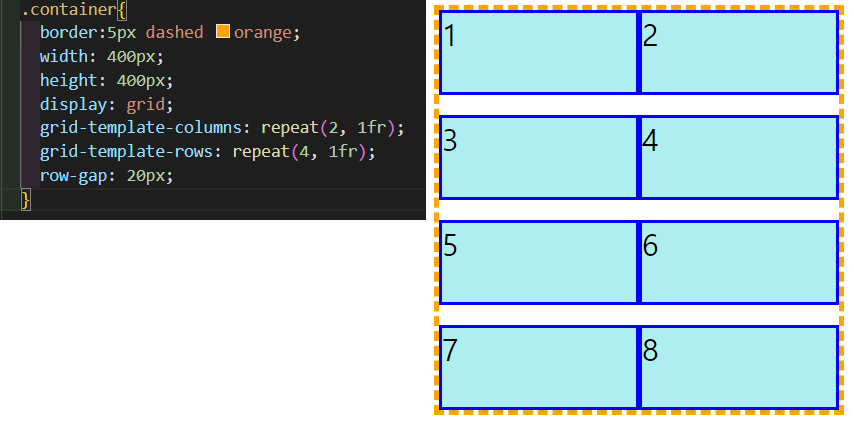 .container{
border:5px dashed orange;
width: 400px;
height: 400px;
display: grid;
grid-template-columns: repeat(2, 1fr);
grid-template-rows: repeat(4, 1fr);
row-gap: 20px;
}
1 2
3 4
5 6
7 8